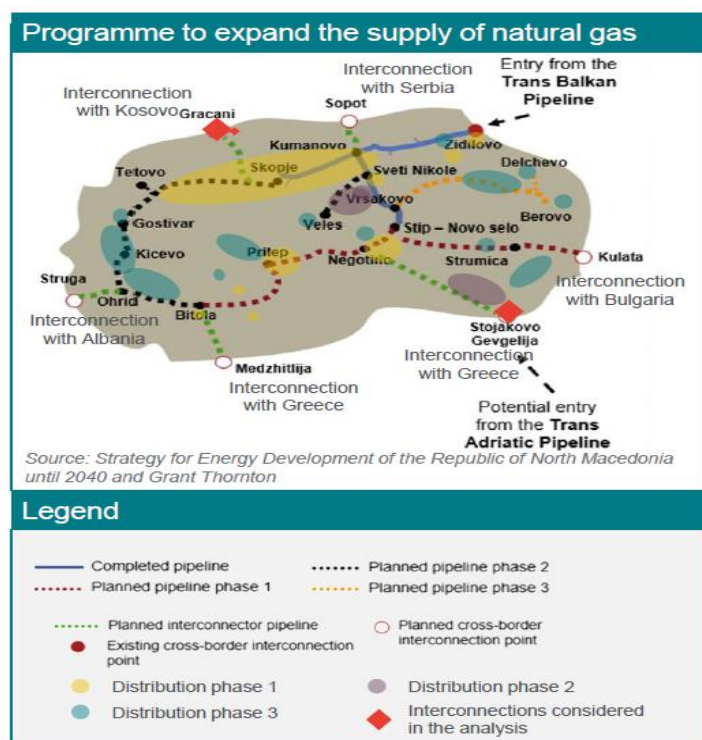 Programme to expand the supply of natural gas
Interconnection
with Serbia
Entry from the
Trans Balkan
Pipeline
Interconnection
with Kosovo
Gracani
Sopot
Kumanovo
Zidilovo
Delchevo
Tetovo
Skopje
Sveti Nikole
Vrsakovo
Berovo
Gostivar
Veles
Stip – Novo selo
Kicevo
Prilep
Negotino
Strumica
Kulata
Struga
Ohrid
Bitola
Interconnection
with Bulgaria
Interconnection
with Albania
Stojakovo
Gevgelija
Medzhitlija
Interconnection
with Greece
Interconnection
with Greece
Potential entry
from the Trans
Adriatic Pipeline
Source: Strategy for Energy Development of the Republic of North Macedonia
until 2040 and Grant Thornton
Legend
Completed pipeline
Planned pipeline phase 2
Planned pipeline phase 1
Planned pipeline phase 3
Planned interconnector pipeline
Planned cross-border
interconnection point
Existing cross-border interconnection
point
Distribution phase 1
Distribution phase 2
Distribution phase 3
Interconnections considered
in the analysis